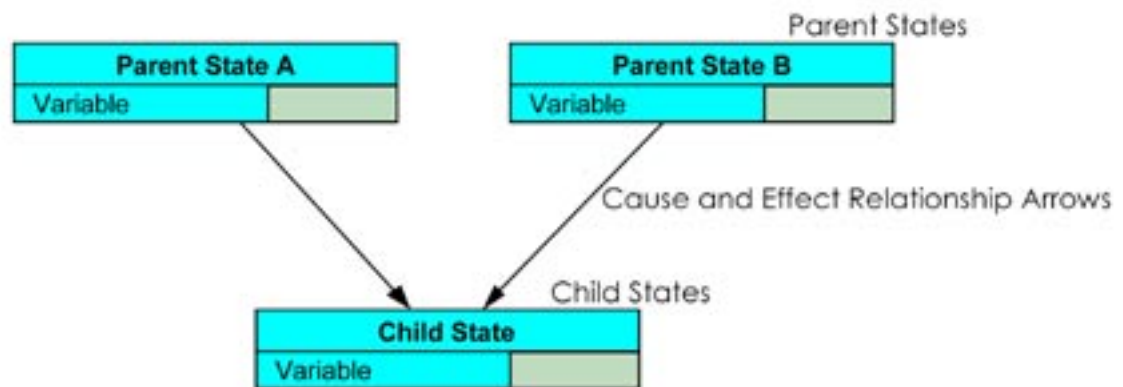 Parent States
Parent State A
Parent State B
Variable
Variable
Cause and Effect Relationship Arrows
Child States
Child State
Variable